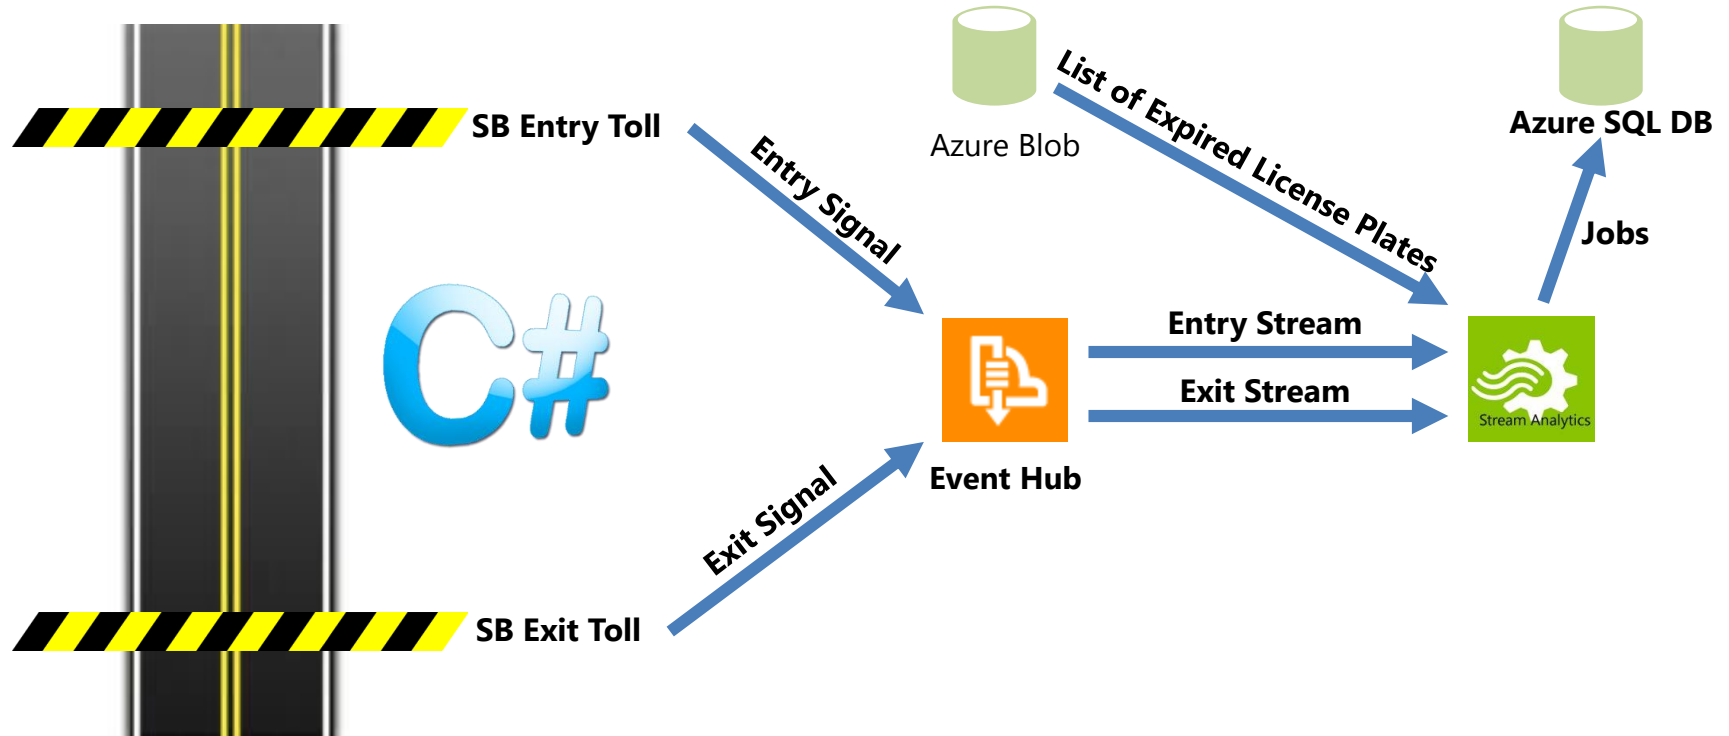 SB Entry Toll
Entry Signal
Azure Blob
List of Expired License Plates
Azure SQL DB
Jobs
C#
Entry Stream
Exit Stream
Stream Analytics
Event Hub
Exit Signal
SB Exit Toll